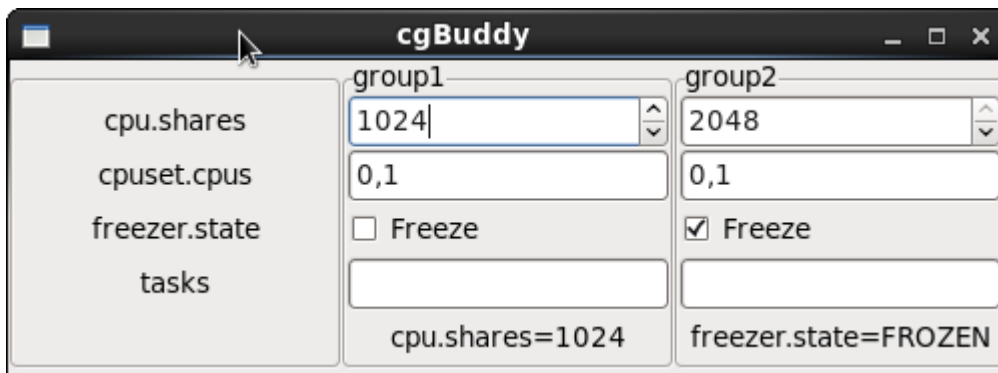 cgBuddy
group1 group2
cpu.shares 1024 2048
cpuset.cpus 0,1 0,1
freezer.state Freeze Freeze
tasks
cpu.shares=1024 freezer.state=FROZEN